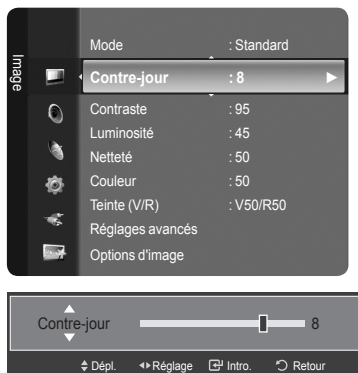 Image
Mode : Standard
Contre-jour : 8
Contraste : 95
Luminosité : 45
Netteté : 50
Couleur : 50
Teinte (V/R) : V50/R50
Réglages avancés
Options d'image
Contre-jour 8
Dépl. Réglage Intro. Retour